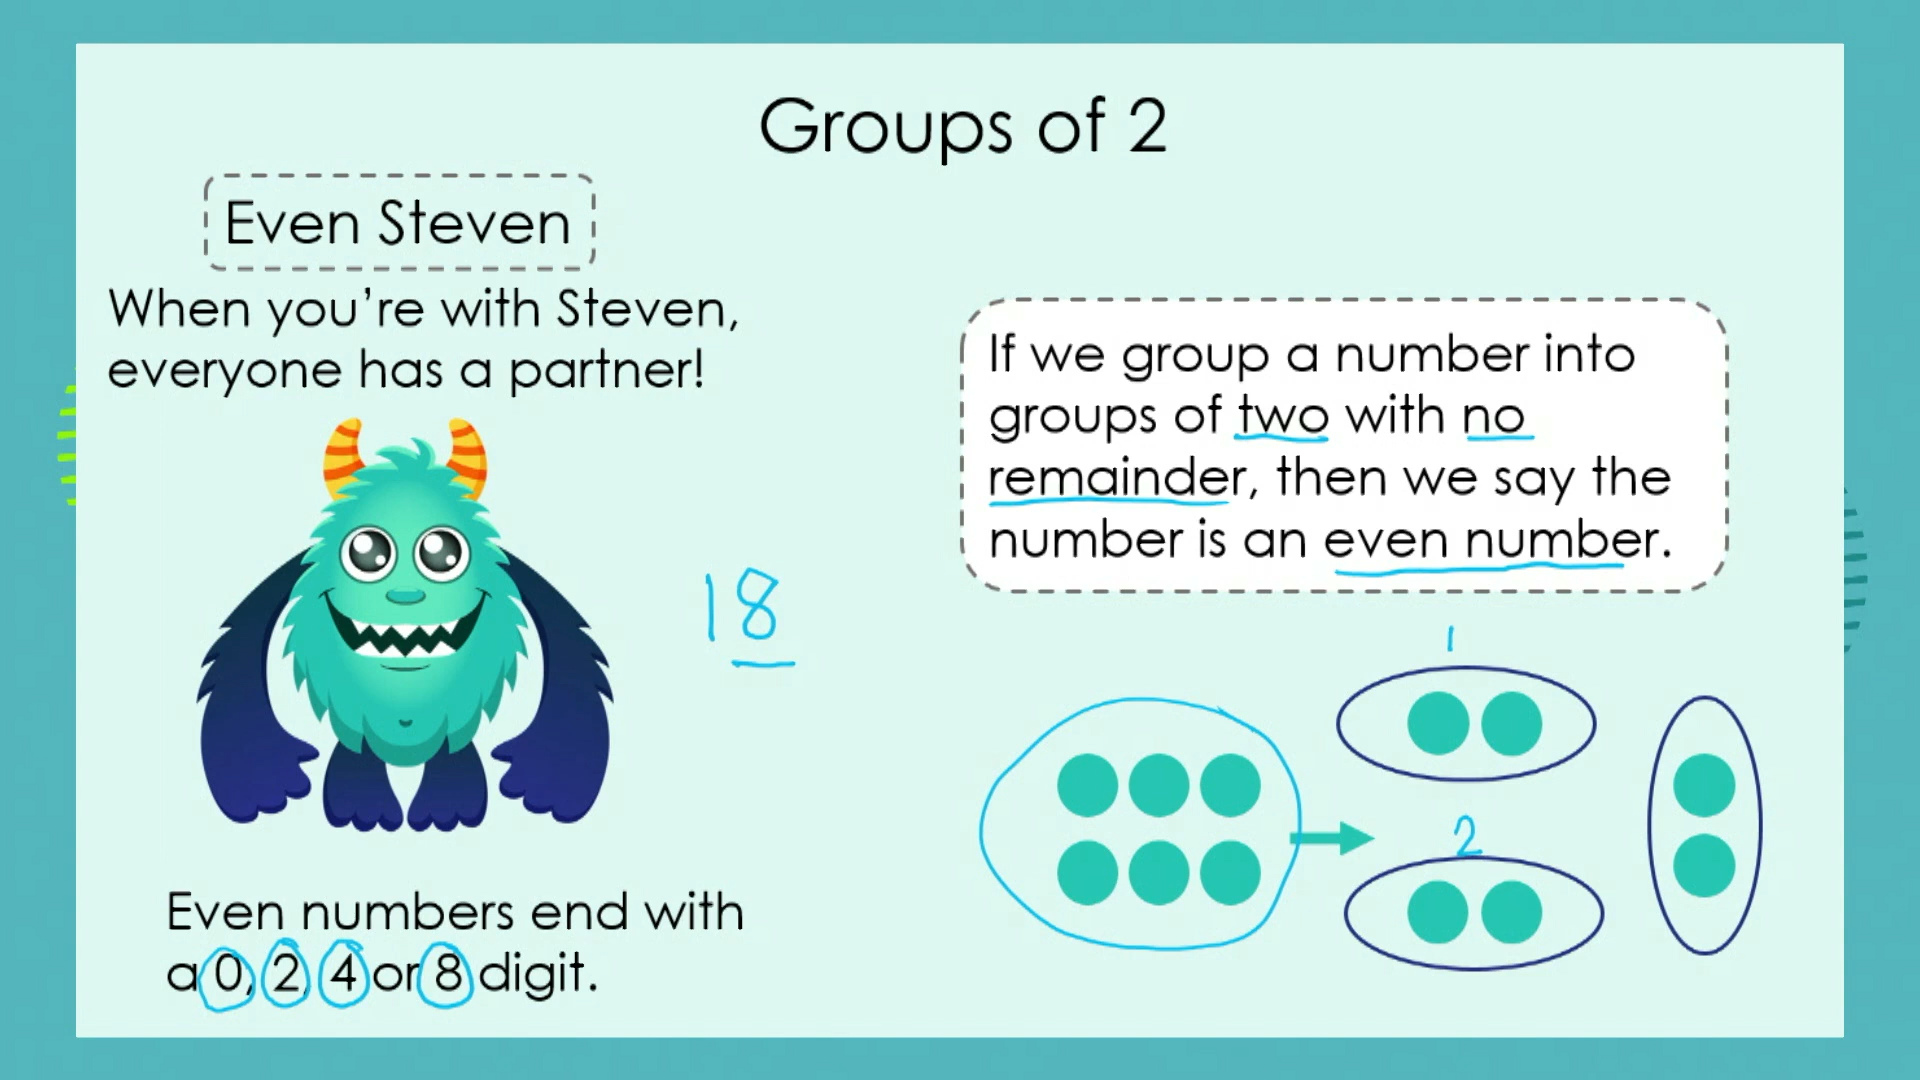 Groups of 2
Even Steven
When you're with Steven,
everyone has a partner!
18
Even numbers end with
a 0, 2, 4 or 8 digit.
If we group a number into
groups of two with no
remainder, then we say the
number is an even number.
1
2